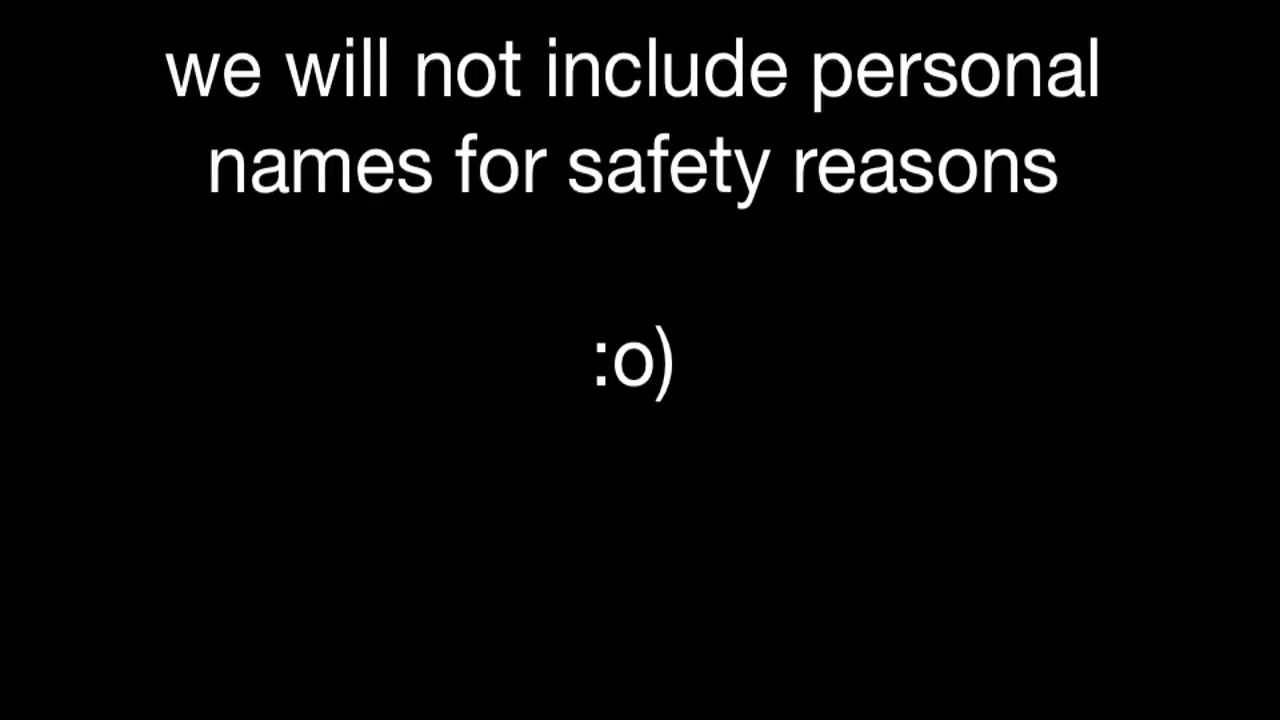 we will not include personal
names for safety reasons
:o)